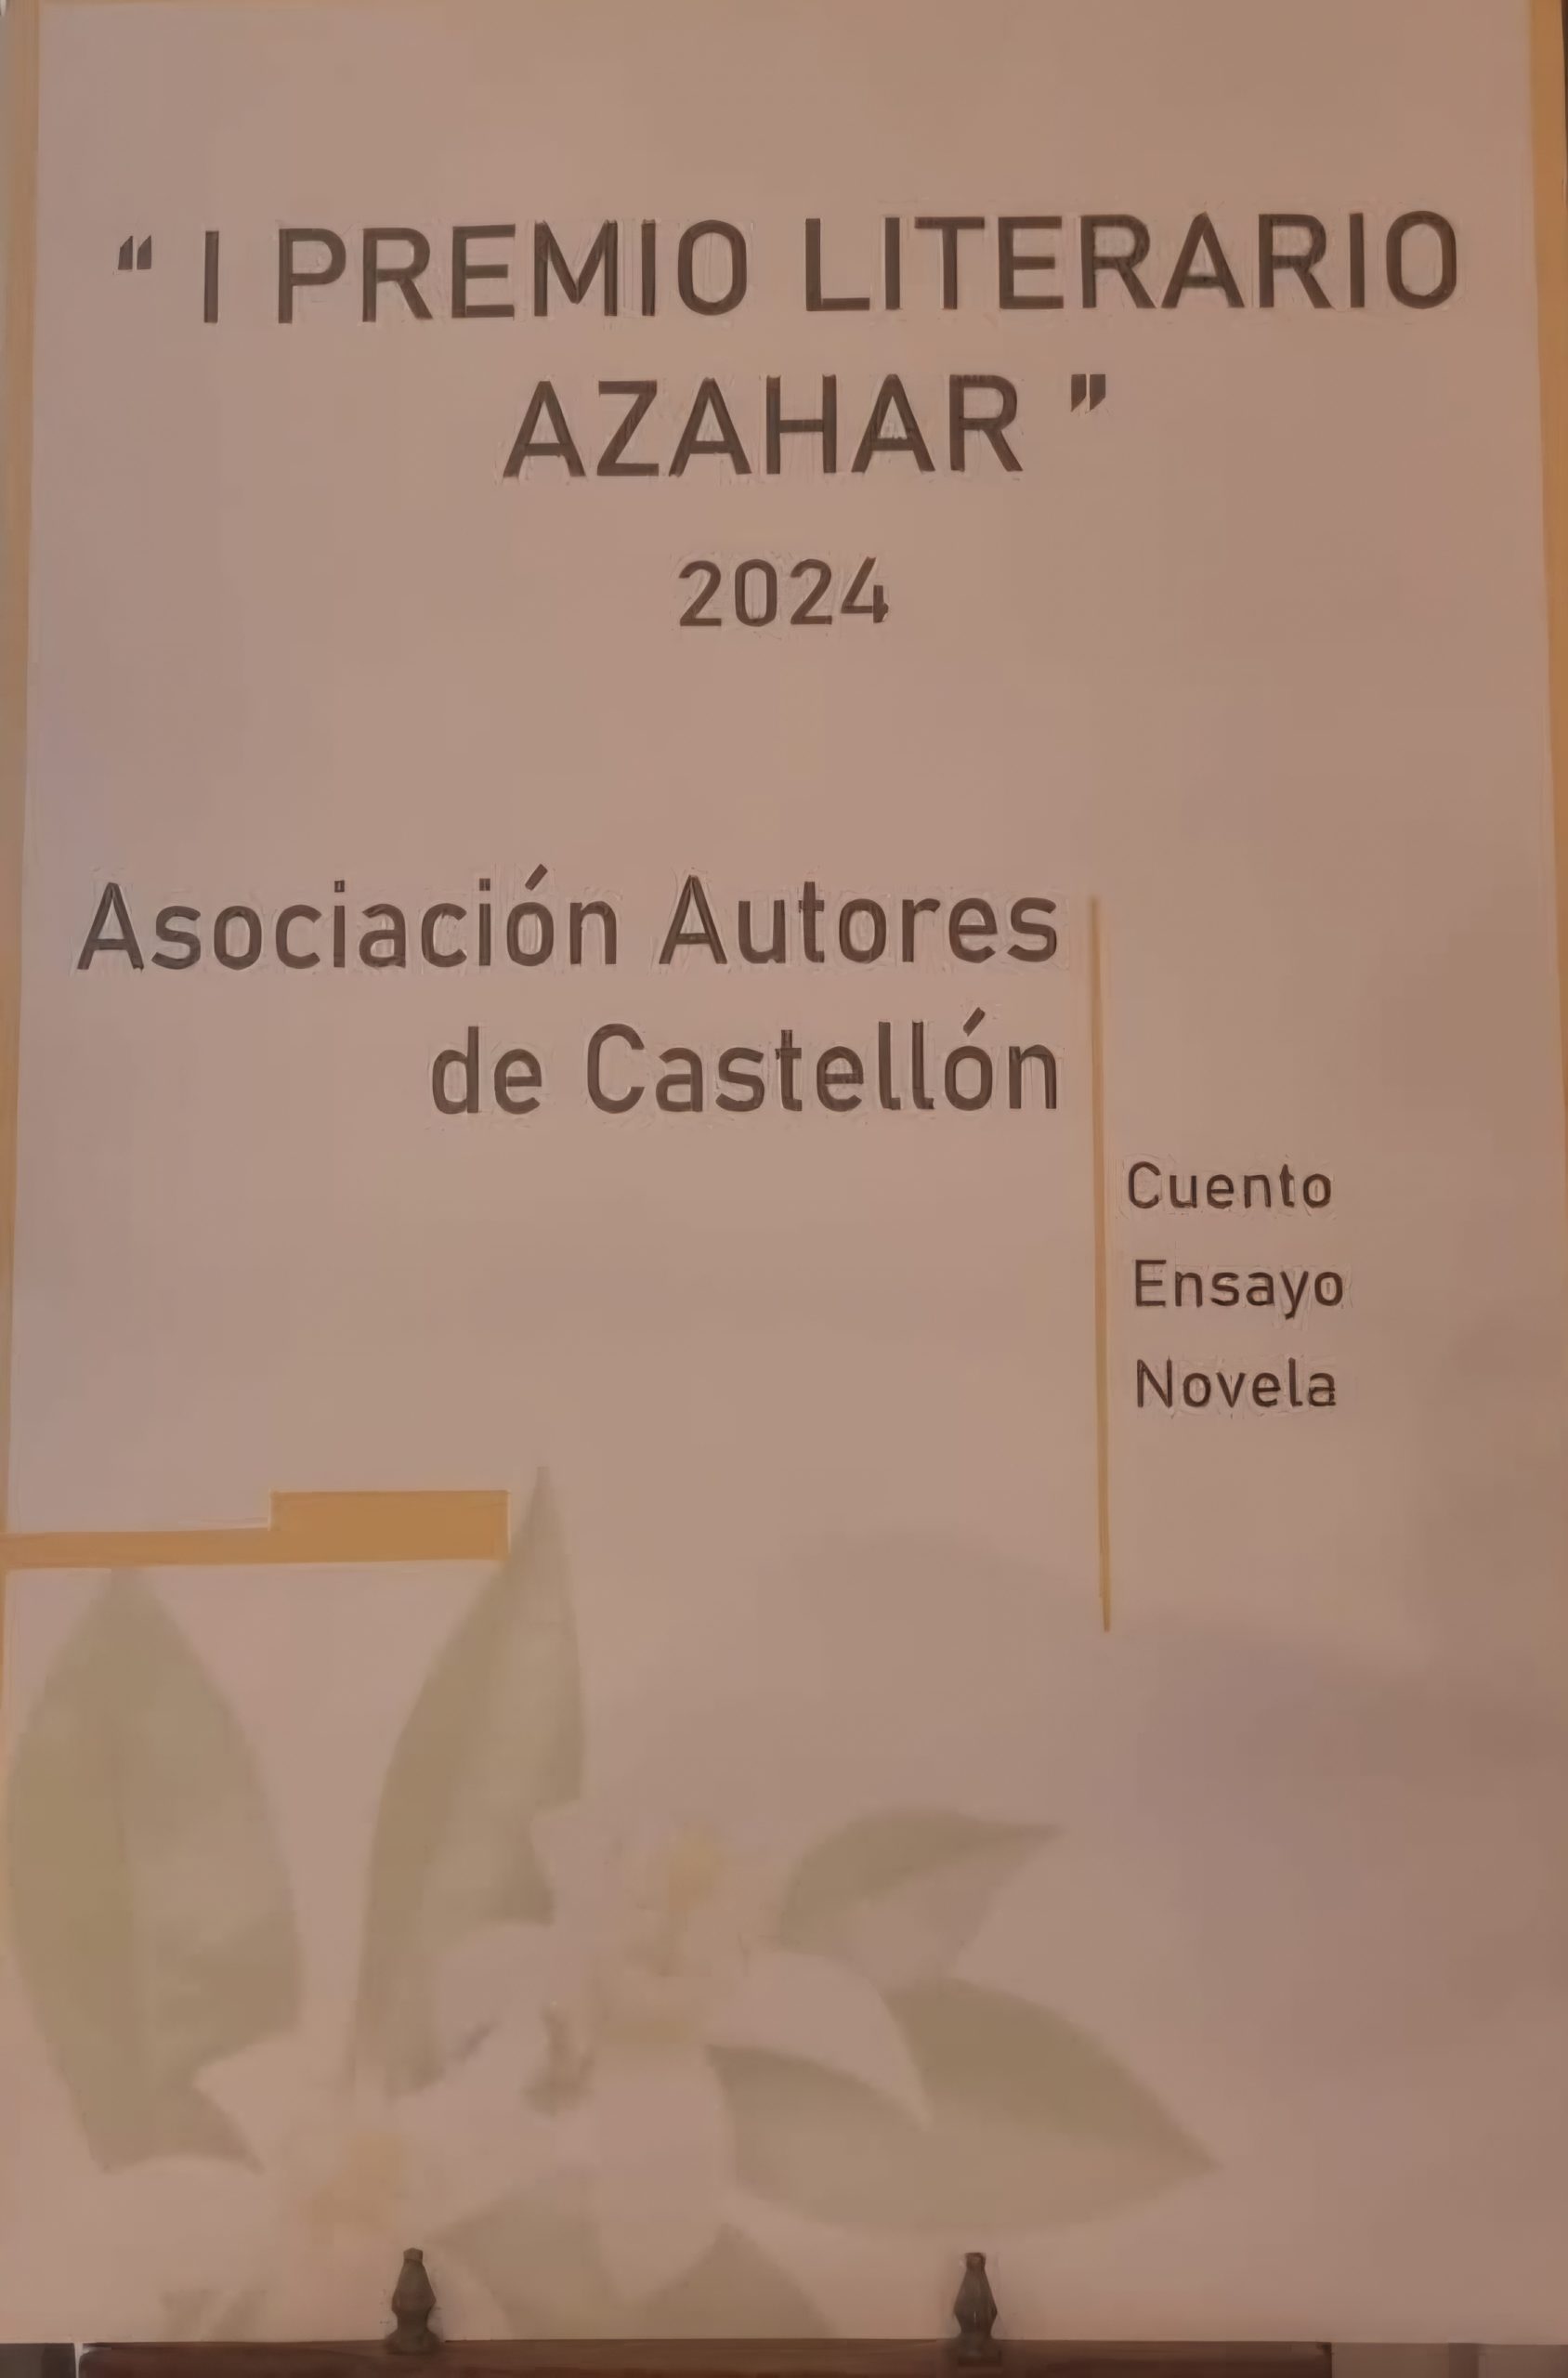 “ I PREMIO LITERARIO
AZAHAR ”
2024
Asociación Autores
de Castellón
Cuento
Ensayo
Novela